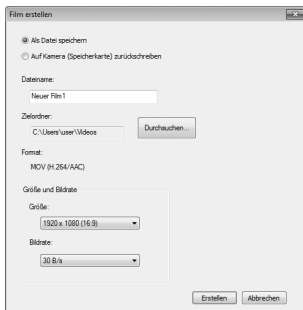 Film erstellen
Als Datei speichern
Auf Kamera (Speicherkarte) zurückschreiben
Dateiname:
Neuer Film1
Zielordner:
C:\Users\user\Videos
Durchsuchen...
Format:
MOV (H.264/AAC)
Größe und Bildrate
Größe:
1920 x 1080 (16:9)
Bildrate:
30 B/s
Erstellen
Abbrechen